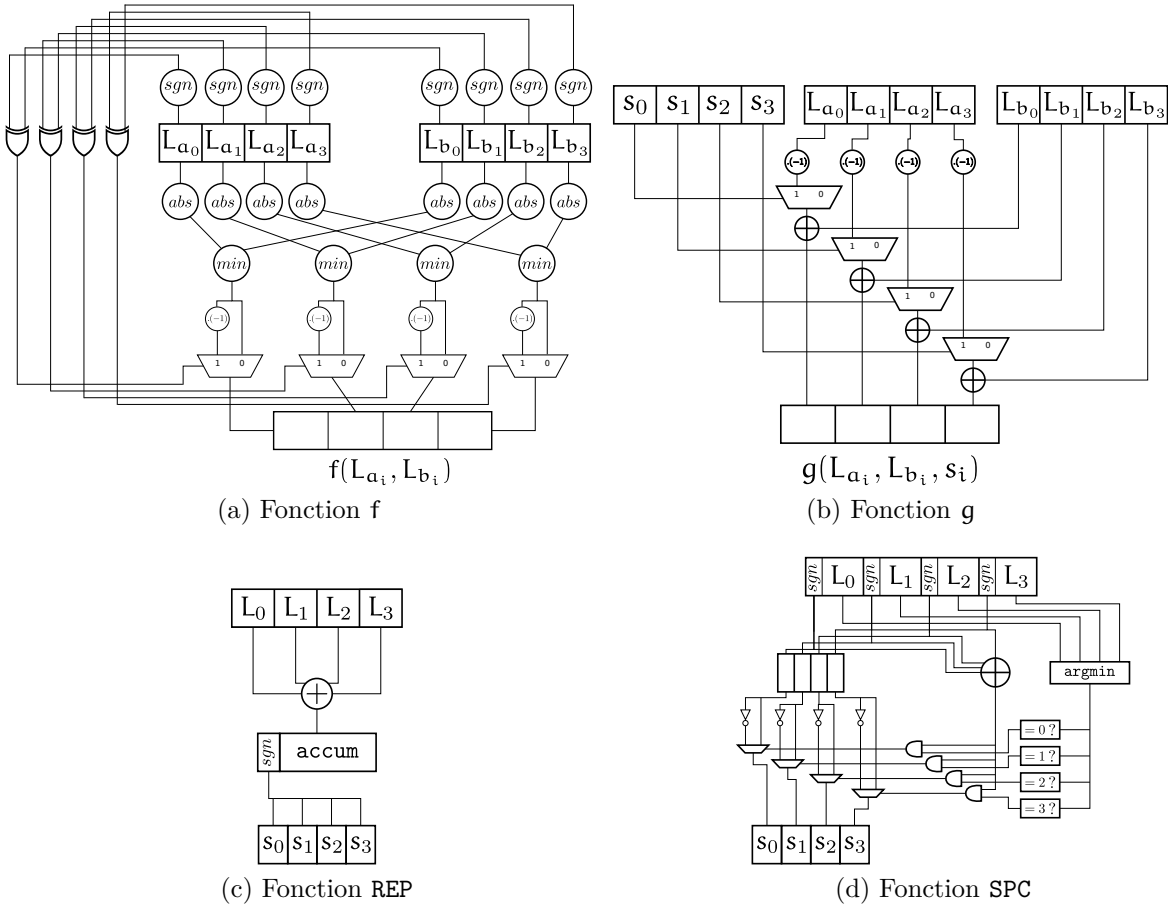 sgn sgn sgn sgn sgn sgn sgn sgn
L_{a_0} L_{a_1} L_{a_2} L_{a_3} L_{b_0} L_{b_1} L_{b_2} L_{b_3}
abs abs abs abs abs abs abs abs
min min min min
.(−1) .(−1) .(−1) .(−1)
1 0 1 0 1 0 1 0
f(L_{a_i}, L_{b_i})
(a) Fonction f
s_0 s_1 s_2 s_3 L_{a_0} L_{a_1} L_{a_2} L_{a_3} L_{b_0} L_{b_1} L_{b_2} L_{b_3}
.(−1) .(−1) .(−1) .(−1)
1 0
1 0
1 0
1 0
g(L_{a_i}, L_{b_i}, s_i)
(b) Fonction g
L_0 L_1 L_2 L_3
sgn accum
s_0 s_1 s_2 s_3
(c) Fonction REP
sgn L_0 sgn L_1 sgn L_2 sgn L_3
argmin
= 0 ?
= 1 ?
= 2 ?
= 3 ?
s_0 s_1 s_2 s_3
(d) Fonction SPC